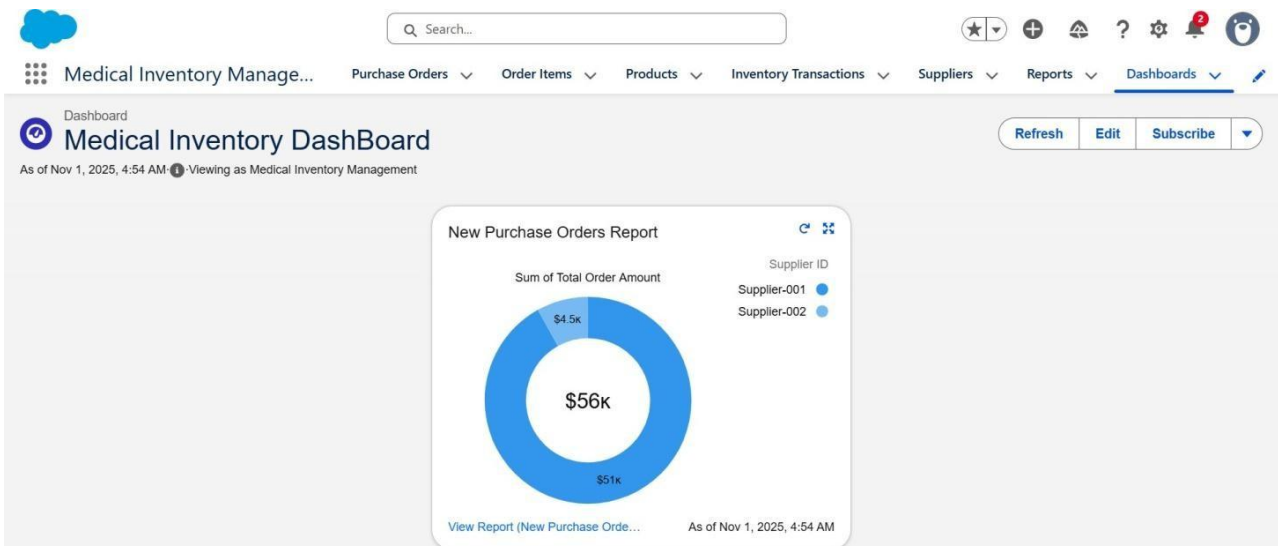 Search...
2
Medical Inventory Manage... Purchase Orders Order Items Products Inventory Transactions Suppliers Reports Dashboards
Dashboard
Medical Inventory DashBoard
Refresh Edit Subscribe
As of Nov 1, 2025, 4:54 AM·Viewing as Medical Inventory Management
New Purchase Orders Report
Supplier ID
Sum of Total Order Amount
Supplier-001
Supplier-002
$4.5K
$56K
$51K
View Report (New Purchase Orde... As of Nov 1, 2025, 4:54 AM